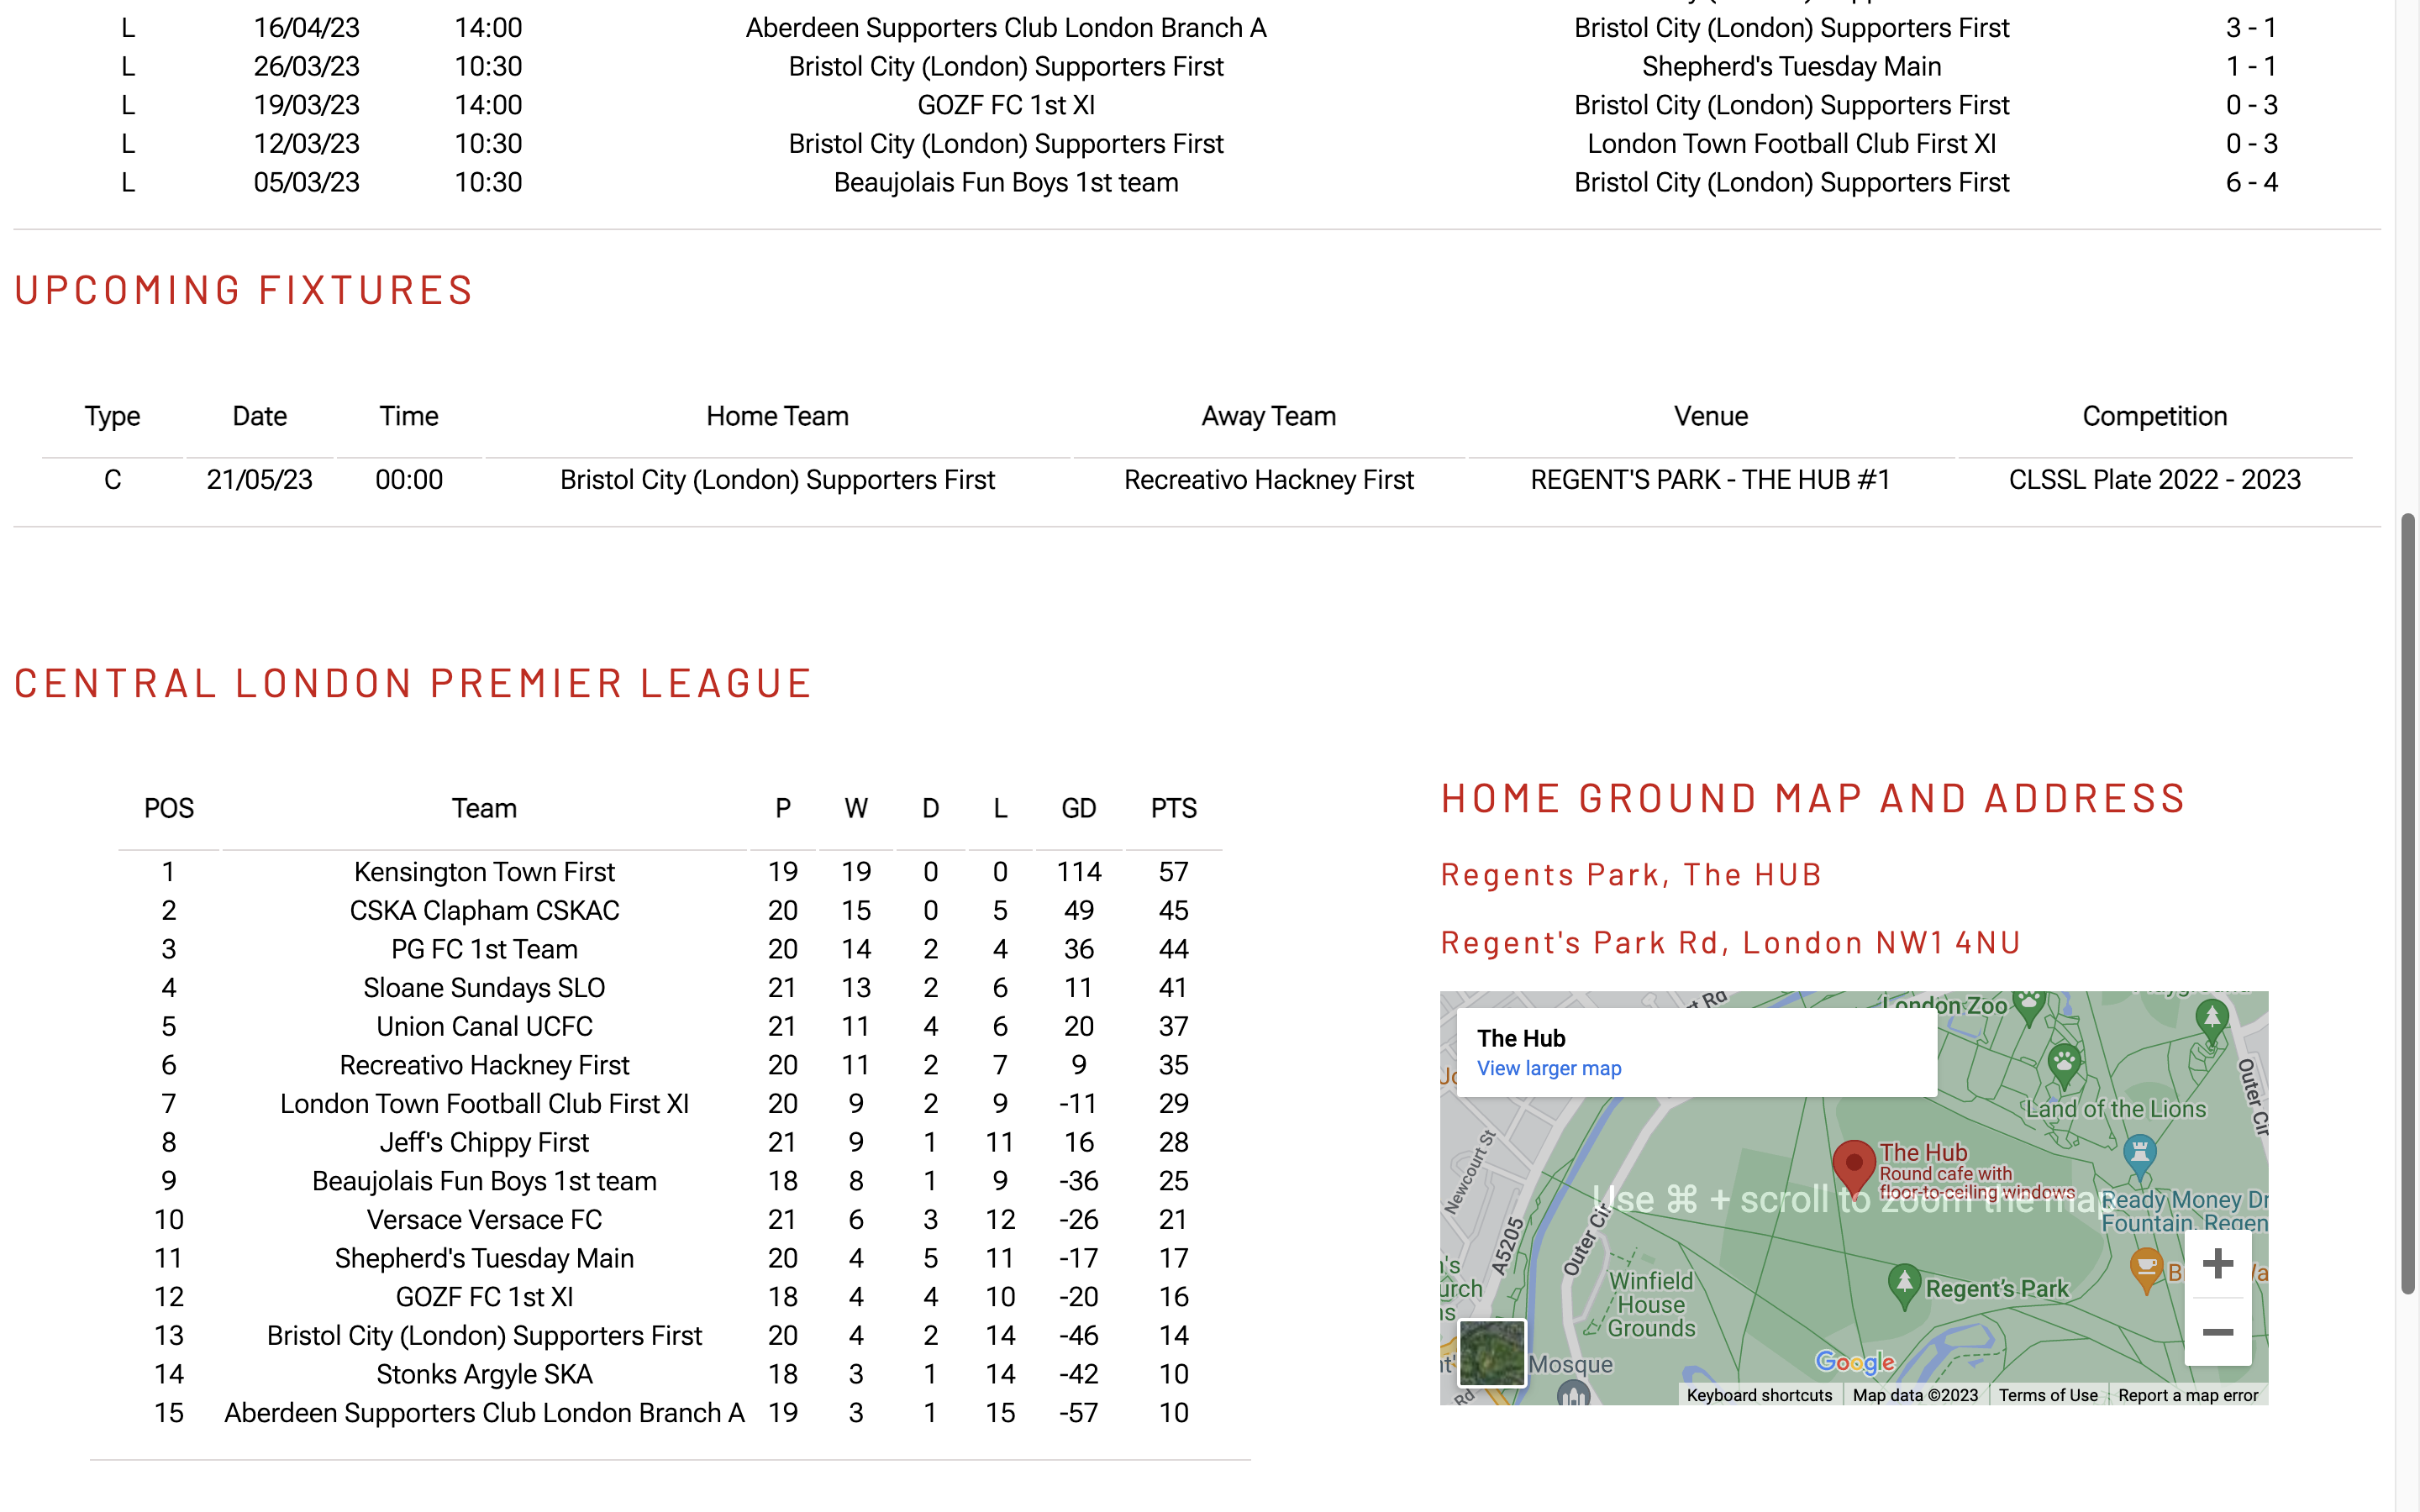 L 16/04/23 14:00 Aberdeen Supporters Club London Branch A Bristol City (London) Supporters First 3 - 1
L 26/03/23 10:30 Bristol City (London) Supporters First Shepherd's Tuesday Main 1 - 1
L 19/03/23 14:00 GOZF FC 1st XI Bristol City (London) Supporters First 0 - 3
L 12/03/23 10:30 Bristol City (London) Supporters First London Town Football Club First XI 0 - 3
L 05/03/23 10:30 Beaujolais Fun Boys 1st team Bristol City (London) Supporters First 6 - 4
UPCOMING FIXTURES
Type Date Time Home Team Away Team Venue Competition
C 21/05/23 00:00 Bristol City (London) Supporters First Recreativo Hackney First REGENT'S PARK - THE HUB #1 CLSSL Plate 2022 - 2023
CENTRAL LONDON PREMIER LEAGUE
POS Team P W D L GD PTS
1 Kensington Town First 19 19 0 0 114 57
2 CSKA Clapham CSKAC 20 15 0 5 49 45
3 PG FC 1st Team 20 14 2 4 36 44
4 Sloane Sundays SLO 21 13 2 6 11 41
5 Union Canal UCFC 21 11 4 6 20 37
6 Recreativo Hackney First 20 11 2 7 9 35
7 London Town Football Club First XI 20 9 2 9 -11 29
8 Jeff's Chippy First 21 9 1 11 16 28
9 Beaujolais Fun Boys 1st team 18 8 1 9 -36 25
10 Versace Versace FC 21 6 3 12 -26 21
11 Shepherd's Tuesday Main 20 4 5 11 -17 17
12 GOZF FC 1st XI 18 4 4 10 -20 16
13 Bristol City (London) Supporters First 20 4 2 14 -46 14
14 Stonks Argyle SKA 18 3 1 14 -42 10
15 Aberdeen Supporters Club London Branch A 19 3 1 15 -57 10
HOME GROUND MAP AND ADDRESS
Regents Park, The HUB
Regent's Park Rd, London NW1 4NU
The Hub
View larger map
London Zoo
Outer Cir
Land of the Lions
The Hub
Round cafe with
floor-to-ceiling windows
Use ⌘ + scroll to zoom the map
Ready Money Dr
Fountain, Regen
Newcourt St
A5205
Outer Cir
Winfield
House
Grounds
Regent's Park
Mosque
Rd
Google
Keyboard shortcuts Map data ©2023 Terms of Use Report a map error